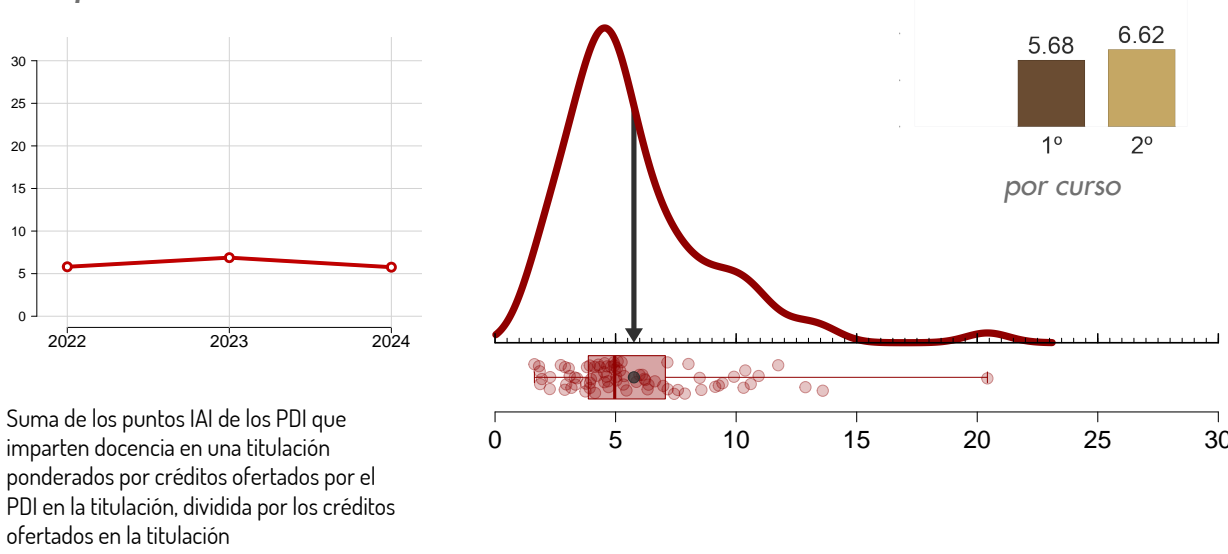 30
25
20
15
10
5
0
2022 2023 2024
5.68 6.62
1º 2º
por curso
0 5 10 15 20 25 30
Suma de los puntos IAI de los PDI que
imparten docencia en una titulación
ponderados por créditos ofertados por el
PDI en la titulación, dividida por los créditos
ofertados en la titulación